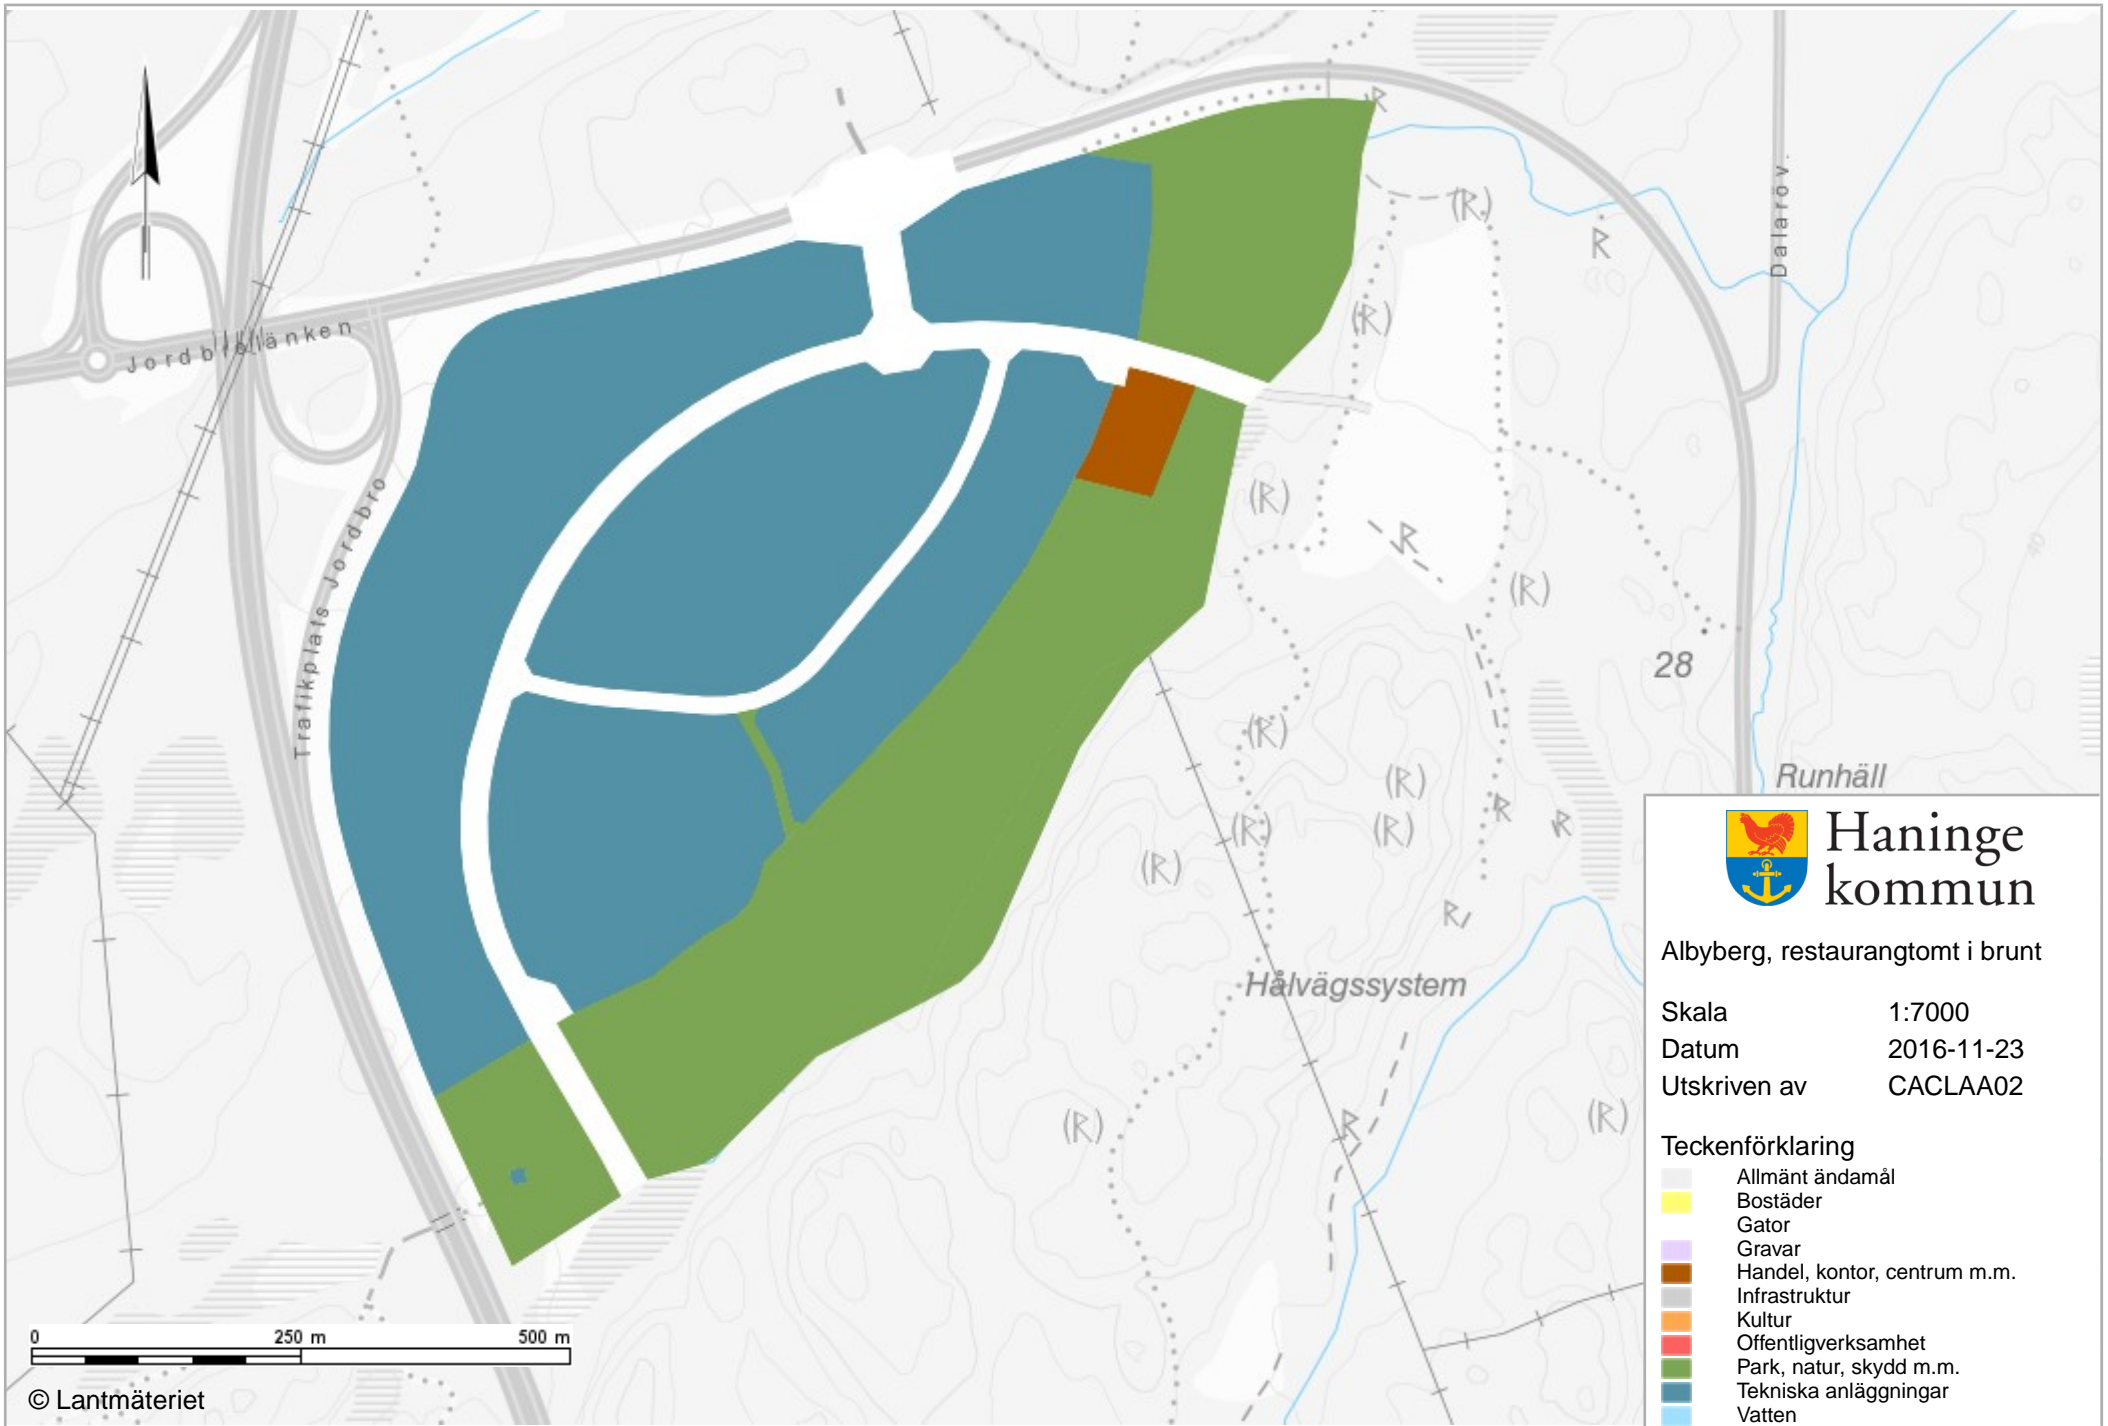 Jordbrolänken
Dalaröv.
Trafikplats Jordbro
R
(R)
R
(R)
(R)
R
(R)
28
(R)
(R)
Runhäll
R
R
(R)
(R)
(R)
R
Hålvägssystem
(R)
R
(R)
40
Haninge
kommun
Albyberg, restaurangtomt i brunt
Skala 1:7000
Datum 2016-11-23
Utskriven av CACLAA02
Teckenförklaring
Allmänt ändamål
Bostäder
Gator
Gravar
Handel, kontor, centrum m.m.
Infrastruktur
Kultur
Offentligverksamhet
Park, natur, skydd m.m.
Tekniska anläggningar
Vatten
0 250 m 500 m
© Lantmäteriet